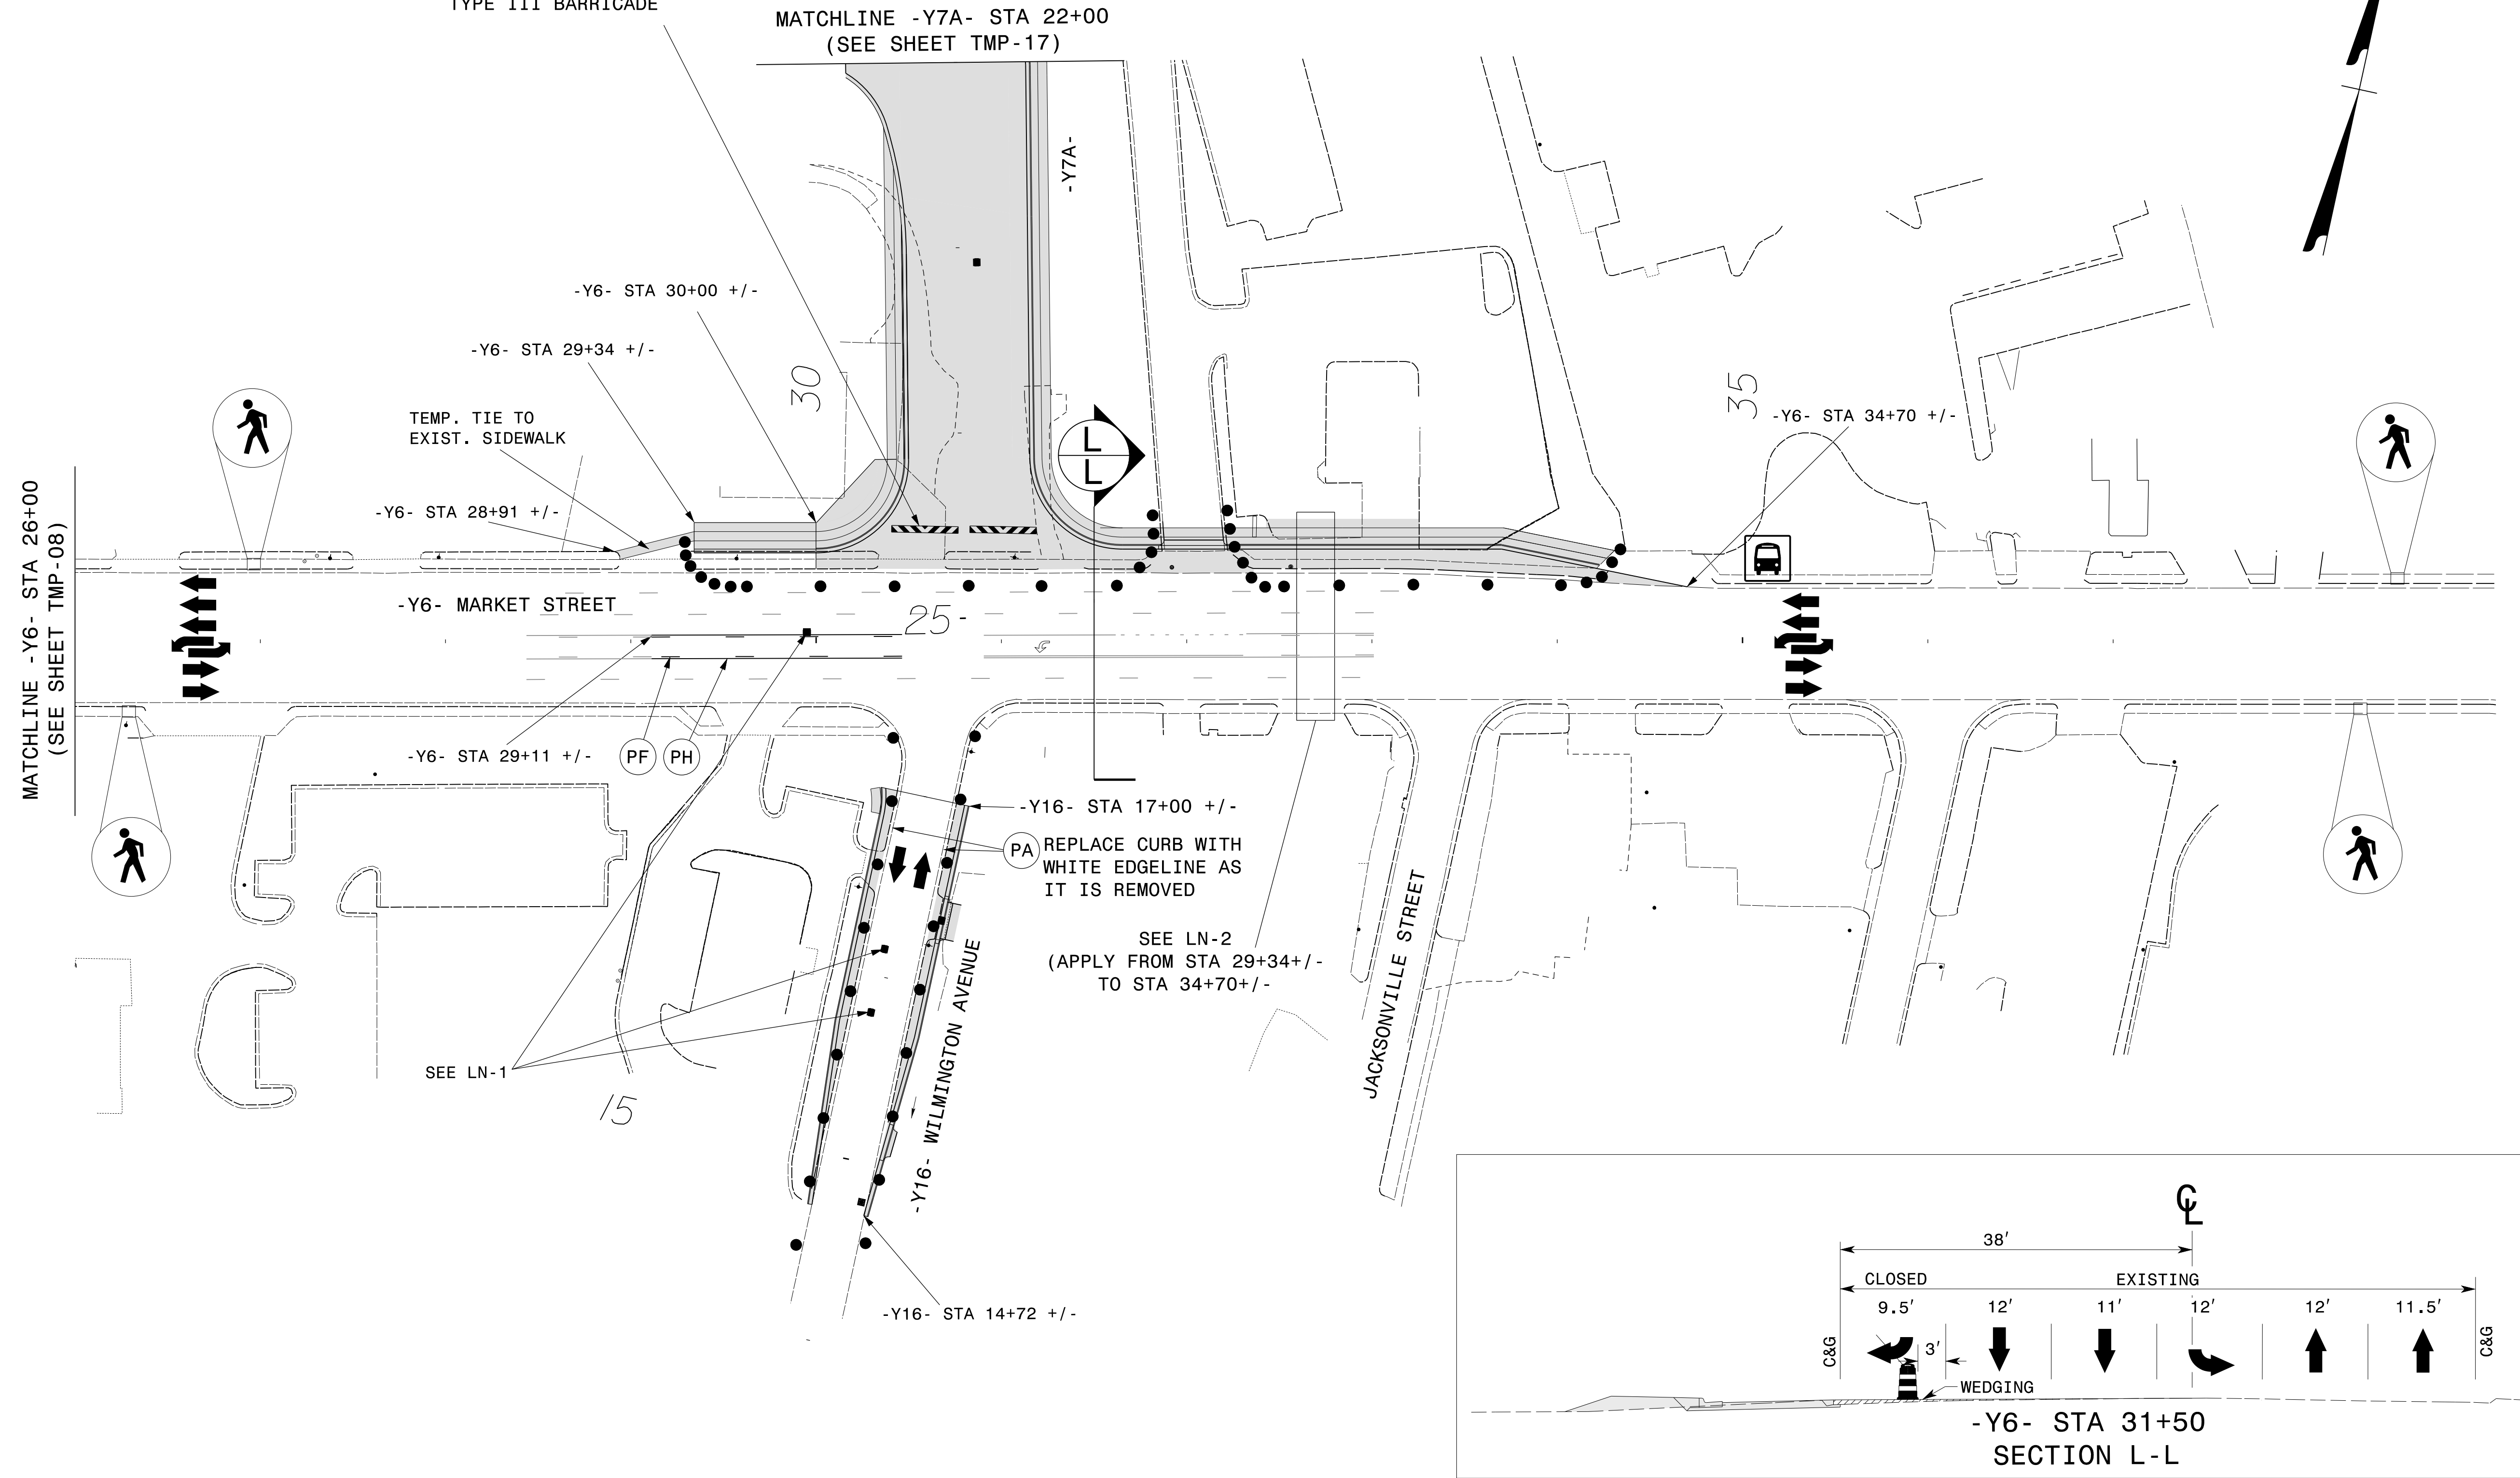 TYPE III BARRICADE
MATCHLINE -Y7A- STA 22+00
(SEE SHEET TMP-17)
-Y7A-
-Y6- STA 30+00 +/-
-Y6- STA 29+34 +/-
30
35
TEMP. TIE TO
EXIST. SIDEWALK
-Y6- STA 34+70 +/-
L
L
-Y6- STA 28+91 +/-
MATCHLINE -Y6- STA 26+00
(SEE SHEET TMP-08)
-Y6- MARKET STREET
25
-Y6- STA 29+11 +/-
PF
PH
-Y16- STA 17+00 +/-
PA
REPLACE CURB WITH
WHITE EDGELINE AS
IT IS REMOVED
SEE LN-2
(APPLY FROM STA 29+34+/-
TO STA 34+70+/-
JACKSONVILLE STREET
-Y16- WILMINGTON AVENUE
SEE LN-1
15
-Y16- STA 14+72 +/-
CL
38'
CLOSED
EXISTING
9.5'
12'
11'
12'
12'
11.5'
C&G
3'
C&G
WEDGING
-Y6- STA 31+50
SECTION L-L